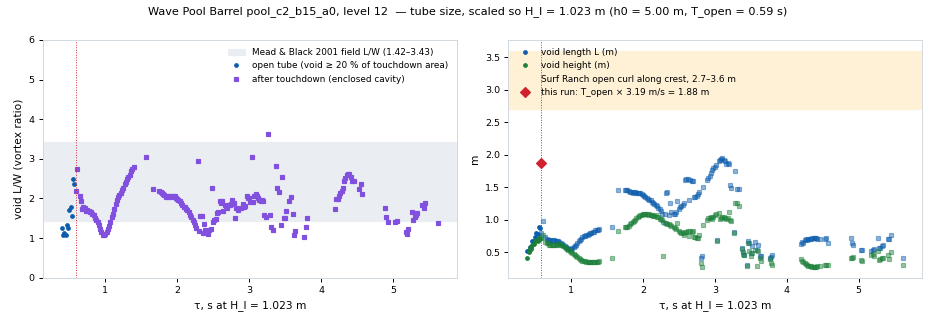 Wave Pool Barrel pool_c2_b15_a0, level 12 — tube size, scaled so H_I = 1.023 m (h0 = 5.00 m, T_open = 0.59 s)
Mead & Black 2001 field L/W (1.42–3.43)
open tube (void ≥ 20 % of touchdown area)
after touchdown (enclosed cavity)
void L/W (vortex ratio)
6
5
4
3
2
1
0
1
2
3
4
5
τ, s at H_I = 1.023 m
void length L (m)
void height (m)
Surf Ranch open curl along crest, 2.7–3.6 m
this run: T_open × 3.19 m/s = 1.88 m
m
3.5
3.0
2.5
2.0
1.5
1.0
0.5
1
2
3
4
5
τ, s at H_I = 1.023 m